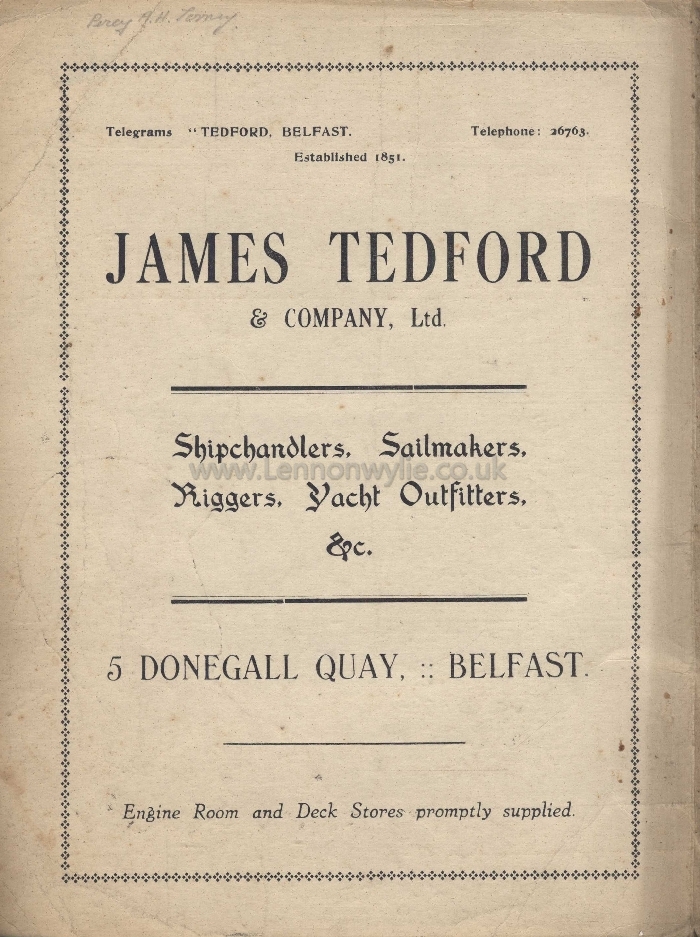 Percy A.H.
Telegrams "TEDFORD, BELFAST. Telephone: 26763.
Established 1851.
JAMES TEDFORD
& COMPANY, Ltd.
Shipchandlers, Sailmakers,
www.Lennonwylie.co.uk
Riggers, Yacht Outfitters,
&c.
5 DONEGALL QUAY, :: BELFAST.
Engine Room and Deck Stores promptly supplied.